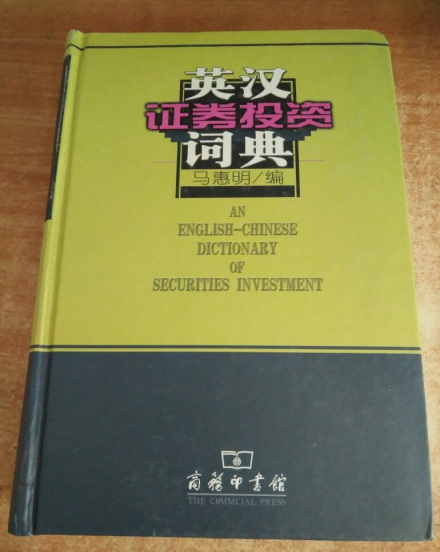 英汉
证券投资
词典
马惠明/编
AN
ENGLISH-CHINESE
DICTIONARY
OF
SECURITIES INVESTMENT
商務印書館
THE COMMCIAL PRESS